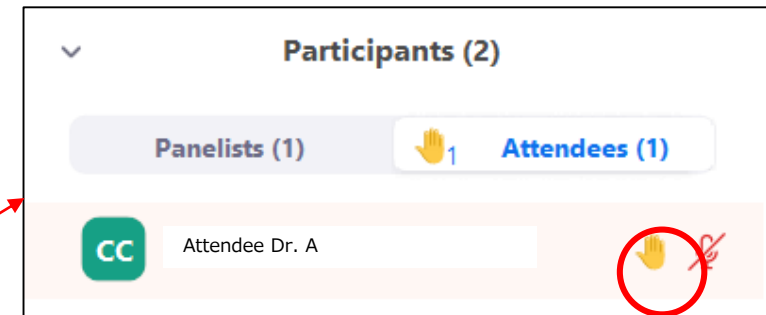 Participants (2)
Panelists (1) 1 Attendees (1)
CC Attendee Dr. A